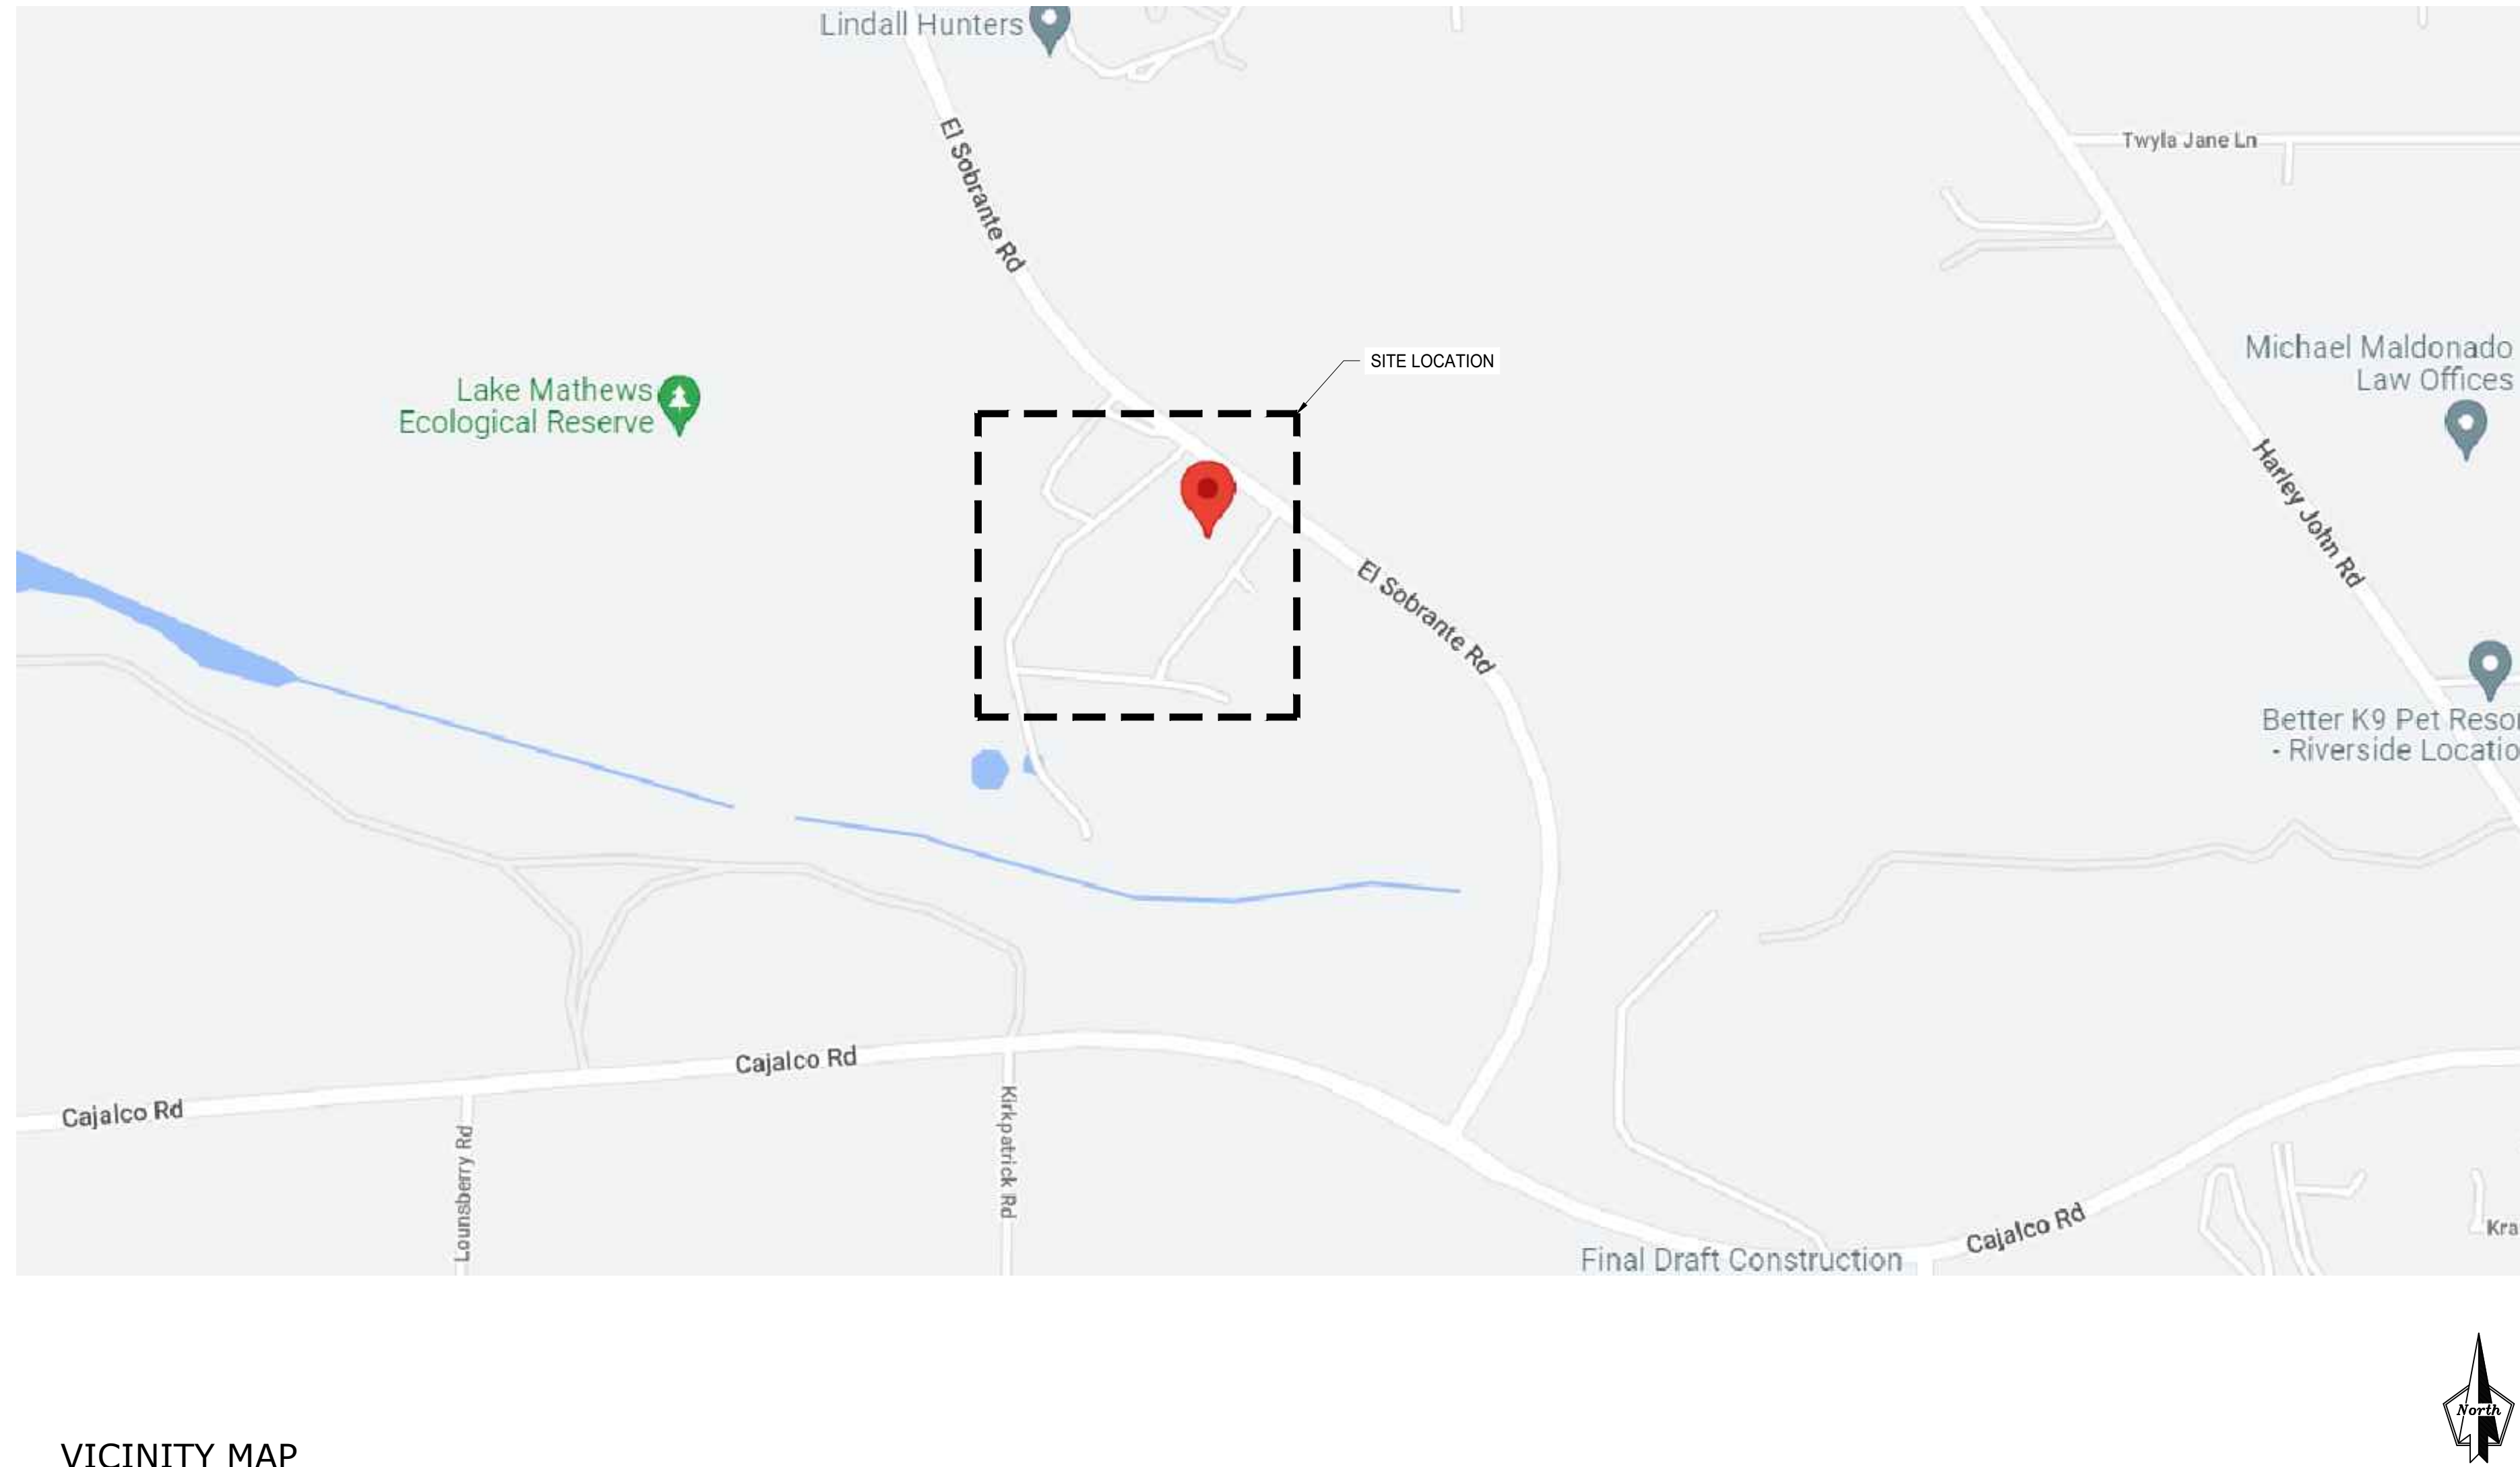 Lindall Hunters
El Sobrante Rd
Twyla Jane Ln
SITE LOCATION
Michael Maldonado
Law Offices
Lake Mathews
Ecological Reserve
Harley John Rd
El Sobrante Rd
Better K9 Pet Resor
- Riverside Locatio
Cajalco Rd
Cajalco Rd
Lounsberry Rd
Kirkpatrick Rd
Cajalco Rd
Kra
Final Draft Construction
North
VICINITY MAP